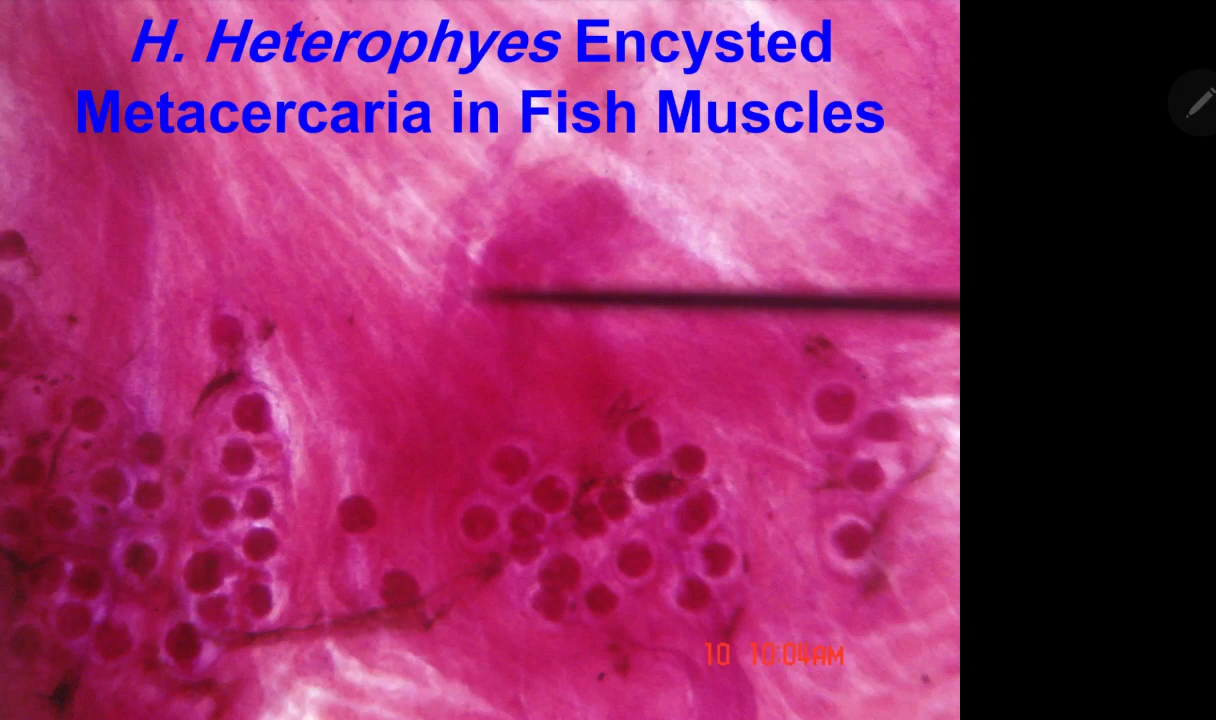 H. Heterophyes Encysted
Metacercaria in Fish Muscles
10 10:04AM